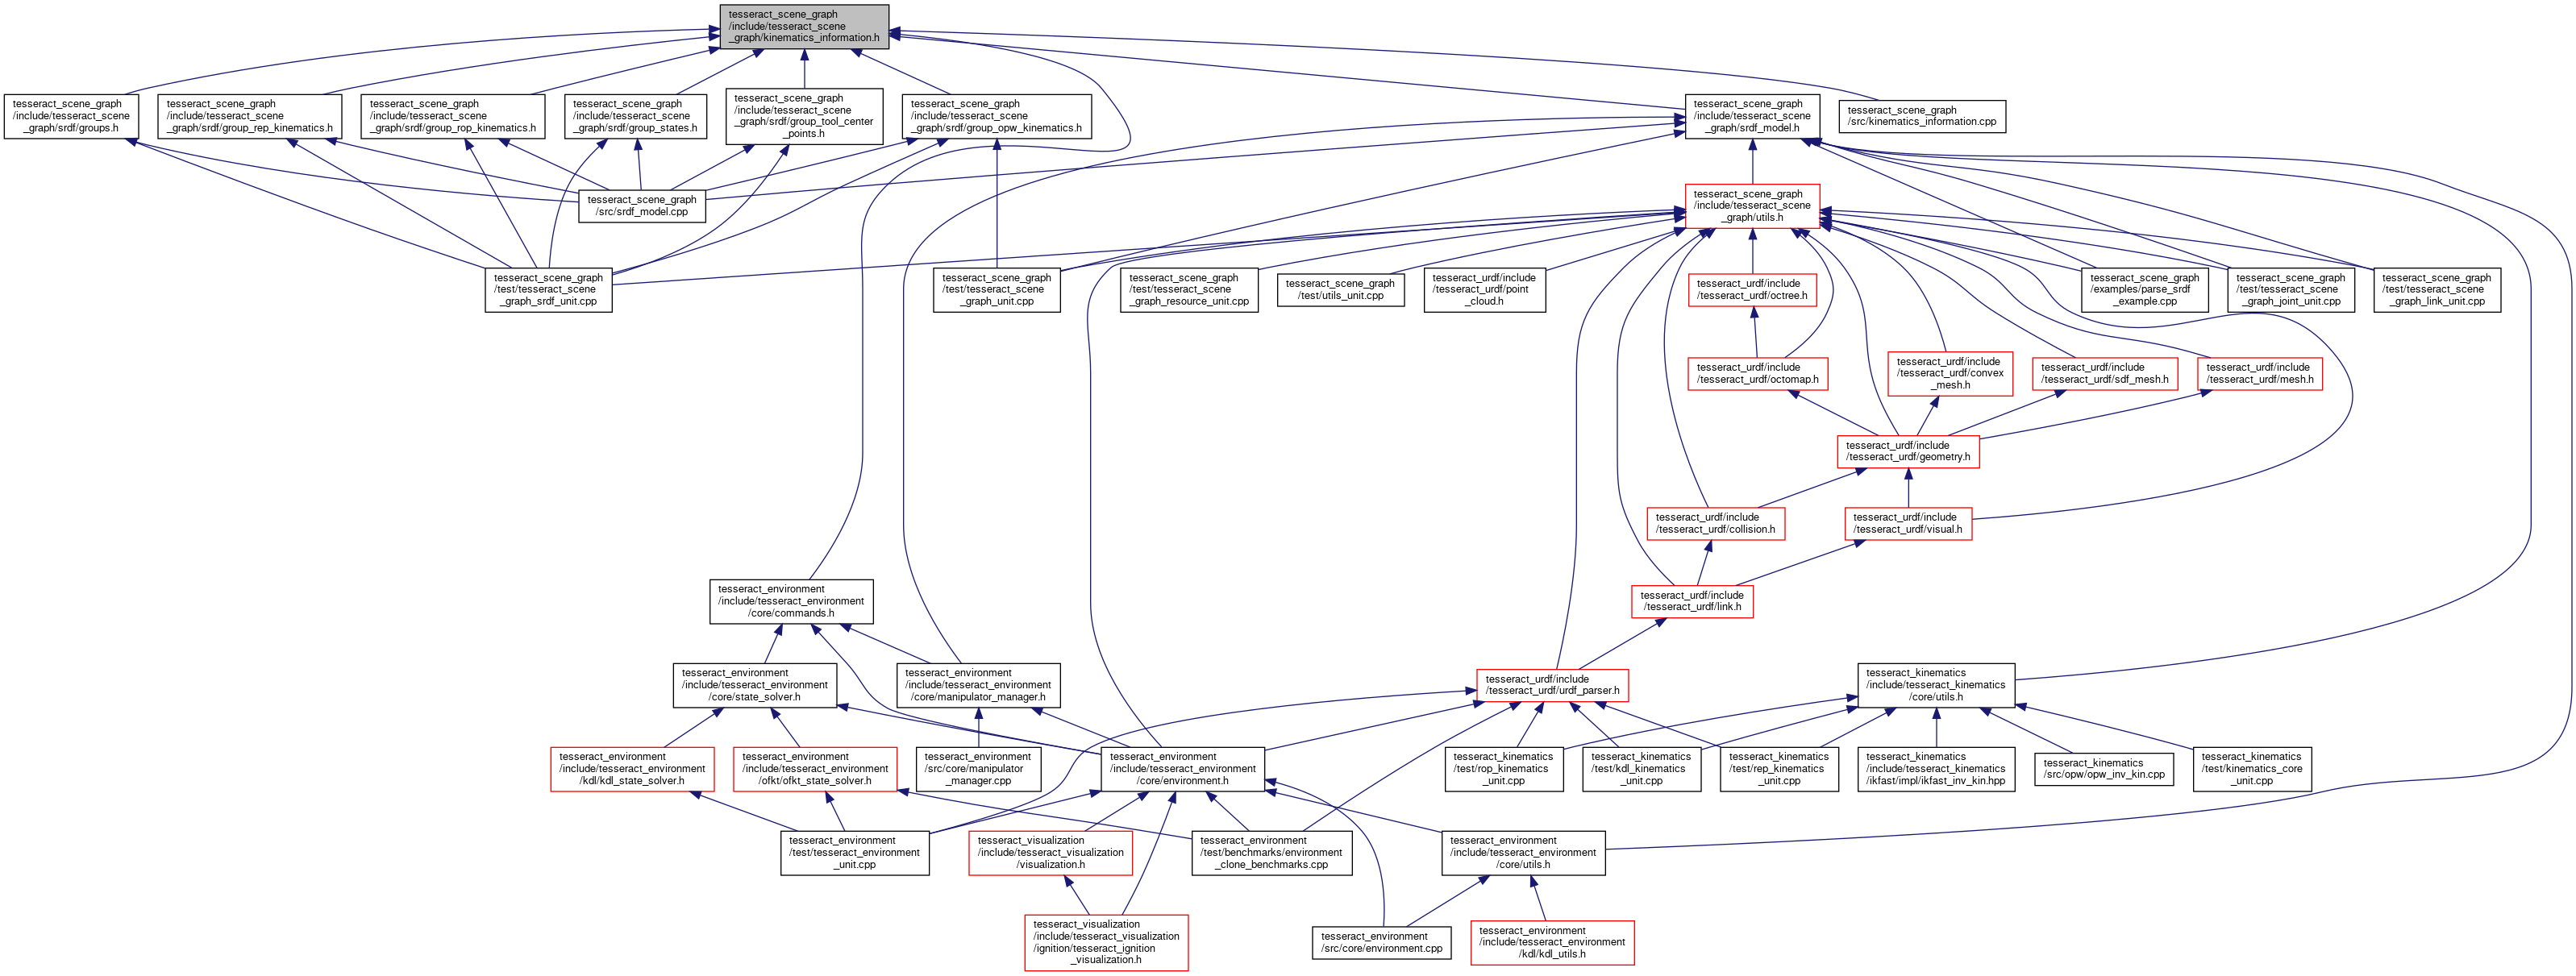 tesseract_scene_graph
/include/tesseract_scene
_graph/kinematics_information.h
tesseract_scene_graph
/include/tesseract_scene
_graph/srdf/groups.h
tesseract_scene_graph
/include/tesseract_scene
_graph/srdf/group_rep_kinematics.h
tesseract_scene_graph
/include/tesseract_scene
_graph/srdf/group_rop_kinematics.h
tesseract_scene_graph
/include/tesseract_scene
_graph/srdf/group_states.h
tesseract_scene_graph
/include/tesseract_scene
_graph/srdf/group_tool_center
_points.h
tesseract_scene_graph
/include/tesseract_scene
_graph/srdf/group_opw_kinematics.h
tesseract_scene_graph
/include/tesseract_scene
_graph/srdf_model.h
tesseract_scene_graph
/src/kinematics_information.cpp
tesseract_scene_graph
/src/srdf_model.cpp
tesseract_scene_graph
/include/tesseract_scene
_graph/utils.h
tesseract_scene_graph
/test/tesseract_scene
_graph_srdf_unit.cpp
tesseract_scene_graph
/test/tesseract_scene
_graph_unit.cpp
tesseract_scene_graph
/test/tesseract_scene
_graph_resource_unit.cpp
tesseract_scene_graph
/test/utils_unit.cpp
tesseract_urdf/include
/tesseract_urdf/point
_cloud.h
tesseract_urdf/include
/tesseract_urdf/octree.h
tesseract_scene_graph
/examples/parse_srdf
_example.cpp
tesseract_scene_graph
/test/tesseract_scene
_graph_joint_unit.cpp
tesseract_scene_graph
/test/tesseract_scene
_graph_link_unit.cpp
tesseract_urdf/include
/tesseract_urdf/octomap.h
tesseract_urdf/include
/tesseract_urdf/convex
_mesh.h
tesseract_urdf/include
/tesseract_urdf/sdf_mesh.h
tesseract_urdf/include
/tesseract_urdf/mesh.h
tesseract_urdf/include
/tesseract_urdf/geometry.h
tesseract_urdf/include
/tesseract_urdf/collision.h
tesseract_urdf/include
/tesseract_urdf/visual.h
tesseract_environment
/include/tesseract_environment
/core/commands.h
tesseract_urdf/include
/tesseract_urdf/link.h
tesseract_environment
/include/tesseract_environment
/core/state_solver.h
tesseract_environment
/include/tesseract_environment
/core/manipulator_manager.h
tesseract_urdf/include
/tesseract_urdf/urdf_parser.h
tesseract_kinematics
/include/tesseract_kinematics
/core/utils.h
tesseract_environment
/include/tesseract_environment
/kdl/kdl_state_solver.h
tesseract_environment
/include/tesseract_environment
/ofkt/ofkt_state_solver.h
tesseract_environment
/src/core/manipulator
_manager.cpp
tesseract_environment
/include/tesseract_environment
/core/environment.h
tesseract_kinematics
/test/rop_kinematics
_unit.cpp
tesseract_kinematics
/test/kdl_kinematics
_unit.cpp
tesseract_kinematics
/test/rep_kinematics
_unit.cpp
tesseract_kinematics
/include/tesseract_kinematics
/ikfast/impl/ikfast_inv_kin.hpp
tesseract_kinematics
/src/opw/opw_inv_kin.cpp
tesseract_kinematics
/test/kinematics_core
_unit.cpp
tesseract_environment
/test/tesseract_environment
_unit.cpp
tesseract_visualization
/include/tesseract_visualization
/visualization.h
tesseract_environment
/test/benchmarks/environment
_clone_benchmarks.cpp
tesseract_environment
/include/tesseract_environment
/core/utils.h
tesseract_visualization
/include/tesseract_visualization
/ignition/tesseract_ignition
_visualization.h
tesseract_environment
/src/core/environment.cpp
tesseract_environment
/include/tesseract_environment
/kdl/kdl_utils.h